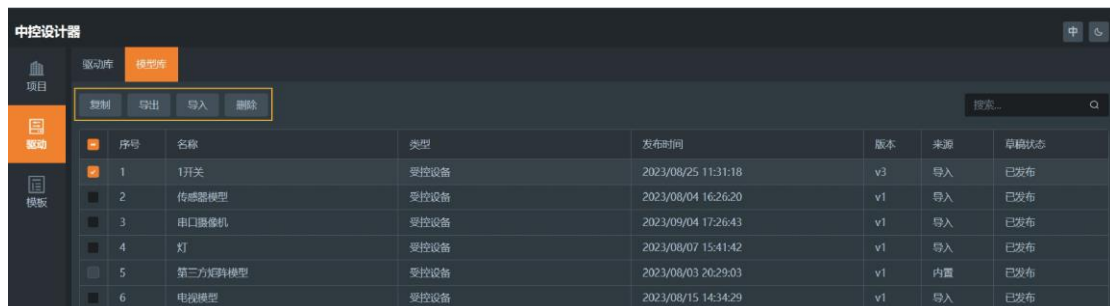 中控设计器 中
项目
驱动
模板
驱动库 模型库
复制 导出 导入 删除 搜索...
序号 名称 类型 发布时间 版本 来源 草稿状态
1 1开关 受控设备 2023/08/25 11:31:18 v3 导入 已发布
2 传感器模型 受控设备 2023/08/04 16:26:20 v1 导入 已发布
3 串口摄像机 受控设备 2023/09/04 17:26:43 v1 导入 已发布
4 灯 受控设备 2023/08/07 15:41:42 v1 导入 已发布
5 第三方矩阵模型 受控设备 2023/08/03 20:29:03 v1 内置 已发布
6 电视模型 受控设备 2023/08/15 14:34:29 v1 导入 已发布